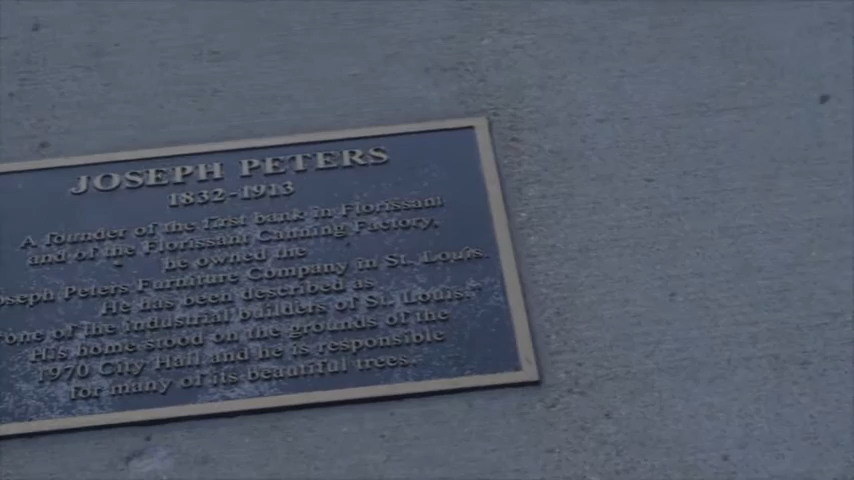 JOSEPH PETERS
1832-1913
A founder of the first bank in Florissant
and of the Florissant Canning Factory,
he owned the
oseph Peters Furniture Company in St. Louis.
He has been described as
"one of the industrial builders of St. Louis."
His home stood on the grounds of the
1970 City Hall and he is responsible
for many of its beautiful trees.